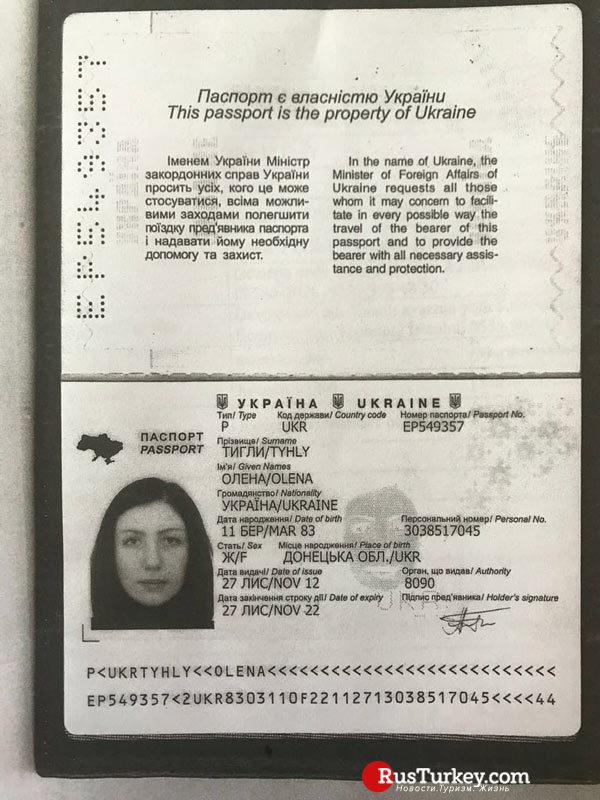 EP549357
Паспорт є власністю України
This passport is the property of Ukraine
Іменем України Міністр
закордонних справ України
просить усіх, кого це може
стосуватися, всіма можли-
вими заходами полегшити
поїздку пред'явника паспорта
і надавати йому необхідну
допомогу та захист.
In the name of Ukraine, the
Minister of Foreign Affairs of
Ukraine requests all those
whom it may concern to facili-
tate in every possible way the
travel of the bearer of this
passport and to provide the
bearer with all necessary assis-
tance and protection.
УКРАЇНА UKRAINE
Тип/ Type Код держави/ Country code Номер паспорта/ Passport No.
P UKR EP549357
ПАСПОРТ
PASSPORT
Прізвище/ Surname
ТИГЛИ/TYHLY
Ім'я/ Given Names
ОЛЕНА/OLENA
Громадянство/ Nationality
УКРАЇНА/UKRAINE
Дата народження/ Date of birth Персональний номер/ Personal No.
11 БЕР/MAR 83 3038517045
Стать/ Sex Місце народження/ Place of birth
Ж/F ДОНЕЦЬКА ОБЛ./UKR
Дата видачі/ Date of issue Орган, що видав/ Authority
27 ЛИС/NOV 12 8090
Дата закінчення строку дії/ Date of expiry Підпис пред'явника/ Holder's signature
27 ЛИС/NOV 22
P<UKRTYHLY<<OLENA<<<<<<<<<<<<<<<<<<<<<<<<<<<
EP549357<2UKR8303110F22112713038517045<<<<44
RusTurkey.com
Новости.Туризм.Жизнь